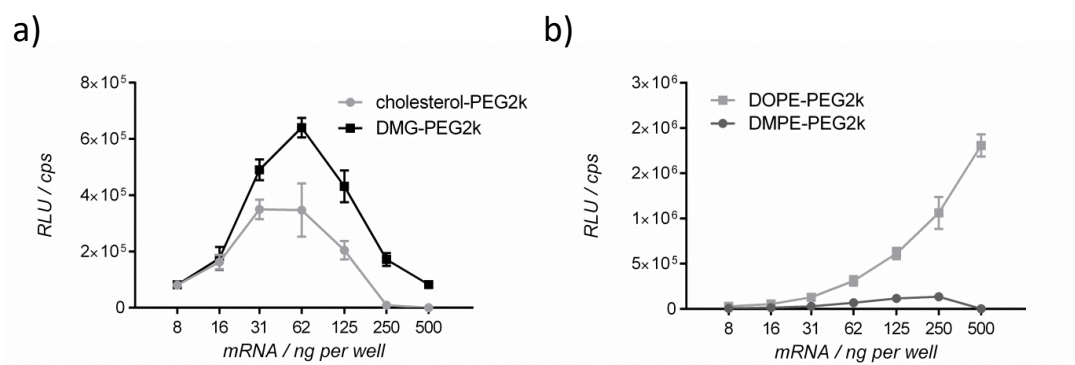 a)
8×10⁵
6×10⁵
4×10⁵
2×10⁵
0
RLU / cps
cholesterol-PEG2k
DMG-PEG2k
8 16 31 62 125 250 500
mRNA / ng per well
b)
3×10⁶
2×10⁶
2×10⁶
1×10⁶
5×10⁵
0
RLU / cps
DOPE-PEG2k
DMPE-PEG2k
8 16 31 62 125 250 500
mRNA / ng per well